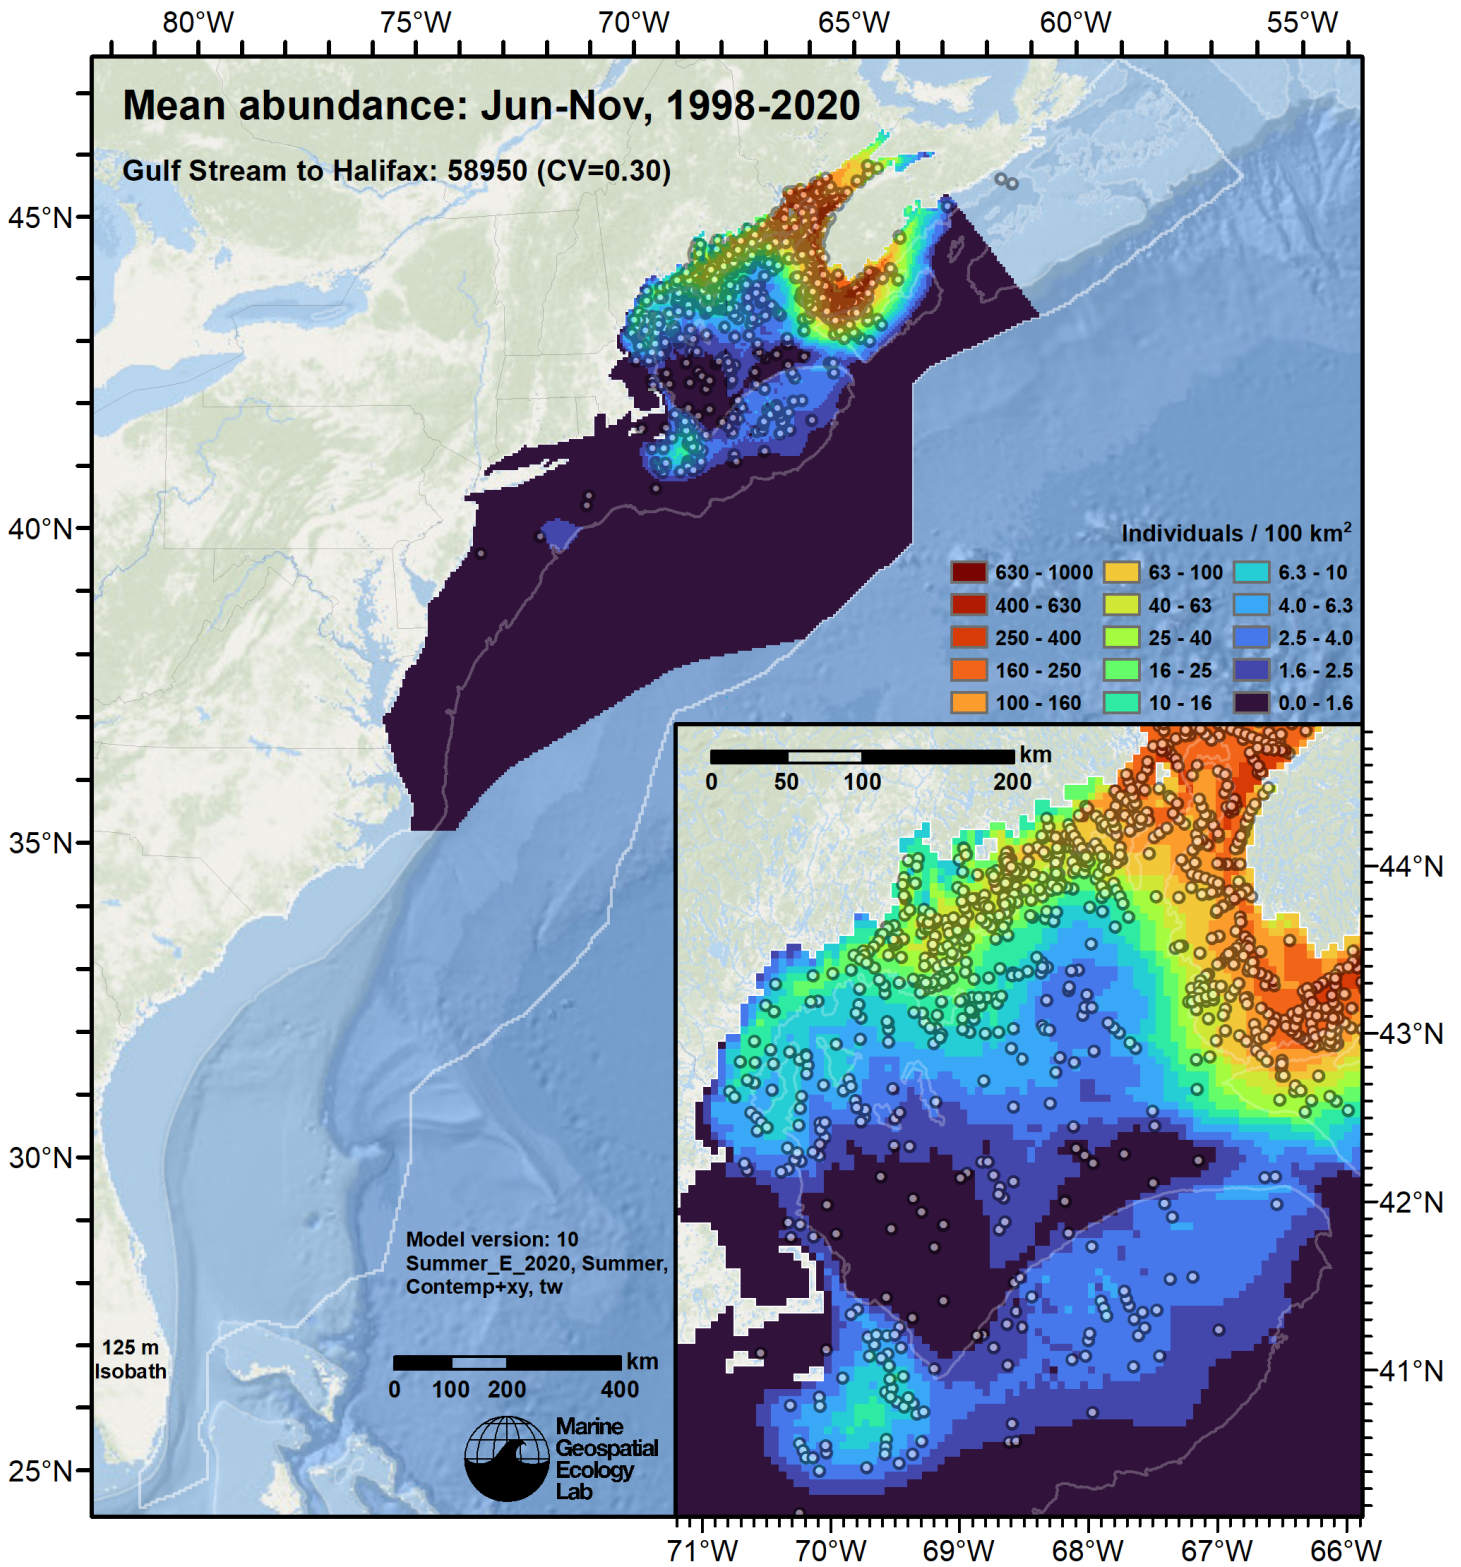 80°W 75°W 70°W 65°W 60°W 55°W
Mean abundance: Jun-Nov, 1998-2020
Gulf Stream to Halifax: 58950 (CV=0.30)
45°N
40°N
35°N
30°N
25°N
Individuals / 100 km²
630 - 1000 63 - 100 6.3 - 10
400 - 630 40 - 63 4.0 - 6.3
250 - 400 25 - 40 2.5 - 4.0
160 - 250 16 - 25 1.6 - 2.5
100 - 160 10 - 16 0.0 - 1.6
km
0 50 100 200
44°N
43°N
42°N
41°N
Model version: 10
Summer_E_2020, Summer,
Contemp+xy, tw
125 m
Isobath
km
0 100 200 400
Marine
Geospatial
Ecology
Lab
71°W 70°W 69°W 68°W 67°W 66°W